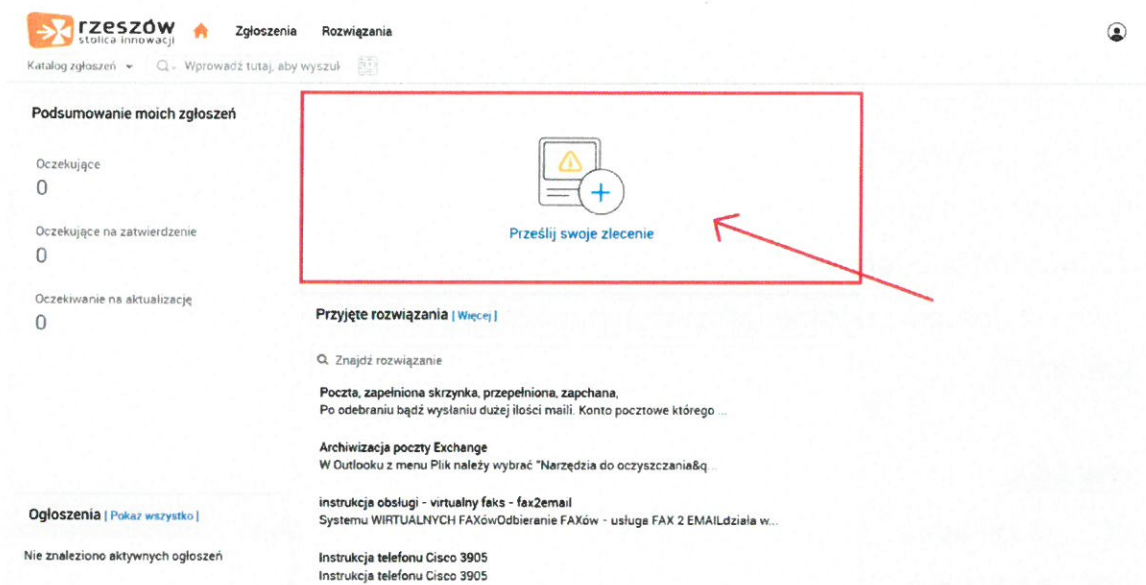 rzeszów
stolica innowacji
Zgłoszenia Rozwiązania
Katalog zgłoszeń Wprowadź tutaj, aby wyszuk
Podsumowanie moich zgłoszeń
Oczekujące
0
Oczekujące na zatwierdzenie
0
Oczekiwanie na aktualizację
0
Prześlij swoje zlecenie
Przyjęte rozwiązania | Więcej |
Znajdź rozwiązanie
Poczta, zapełniona skrzynka, przepełniona, zapchana,
Po odebraniu bądź wysłaniu dużej ilości maili. Konto pocztowe którego ...
Archiwizacja poczty Exchange
W Outlooku z menu Plik należy wybrać "Narzędzia do oczyszczania&q...
instrukcja obsługi - virtualny faks - fax2email
Systemu WIRTUALNYCH FAXówOdbieranie FAXów - usługa FAX 2 EMAILdziała w...
Instrukcja telefonu Cisco 3905
Instrukcja telefonu Cisco 3905
Ogłoszenia | Pokaz wszystko |
Nie znaleziono aktywnych ogłoszeń